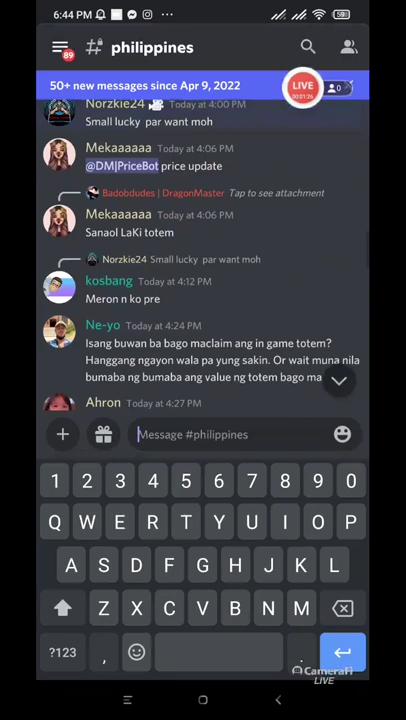 6:44 PM
58
89
philippines
50+ new messages since Apr 9, 2022
LIVE
00:01:26
0
Norzkie24 Today at 4:00 PM
Small lucky par want moh
Mekaaaaaa Today at 4:06 PM
@DM|PriceBot price update
Badobdudes | DragonMaster Tap to see attachment
Mekaaaaaa Today at 4:06 PM
Sanaol LaKi totem
Norzkie24 Small lucky par want moh
kosbang Today at 4:12 PM
Meron n ko pre
Ne-yo Today at 4:24 PM
Isang buwan ba bago maclaim ang in game totem?
Hanggang ngayon wala pa yung sakin. Or wait muna nila
bumaba ng bumaba ang value ng totem bago ma
Ahron Today at 4:27 PM
Message #philippines
1 2 3 4 5 6 7 8 9 0
Q W E R T Y U I O P
A S D F G H J K L
Z X C V B N M
?123 , .
CameraFi
LIVE